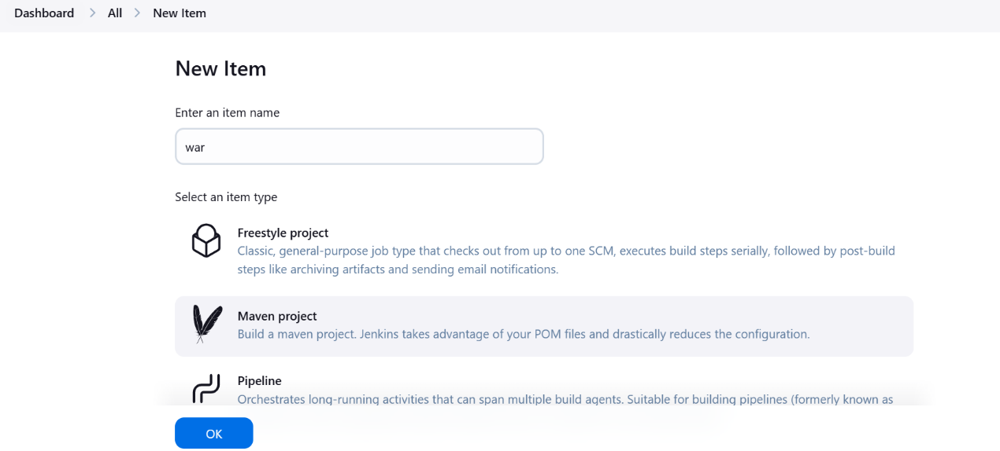 Dashboard > All > New Item
New Item
Enter an item name
war
Select an item type
Freestyle project
Classic, general-purpose job type that checks out from up to one SCM, executes build steps serially, followed by post-build
steps like archiving artifacts and sending email notifications.
Maven project
Build a maven project. Jenkins takes advantage of your POM files and drastically reduces the configuration.
Pipeline
Orchestrates long-running activities that can span multiple build agents. Suitable for building pipelines (formerly known as
OK